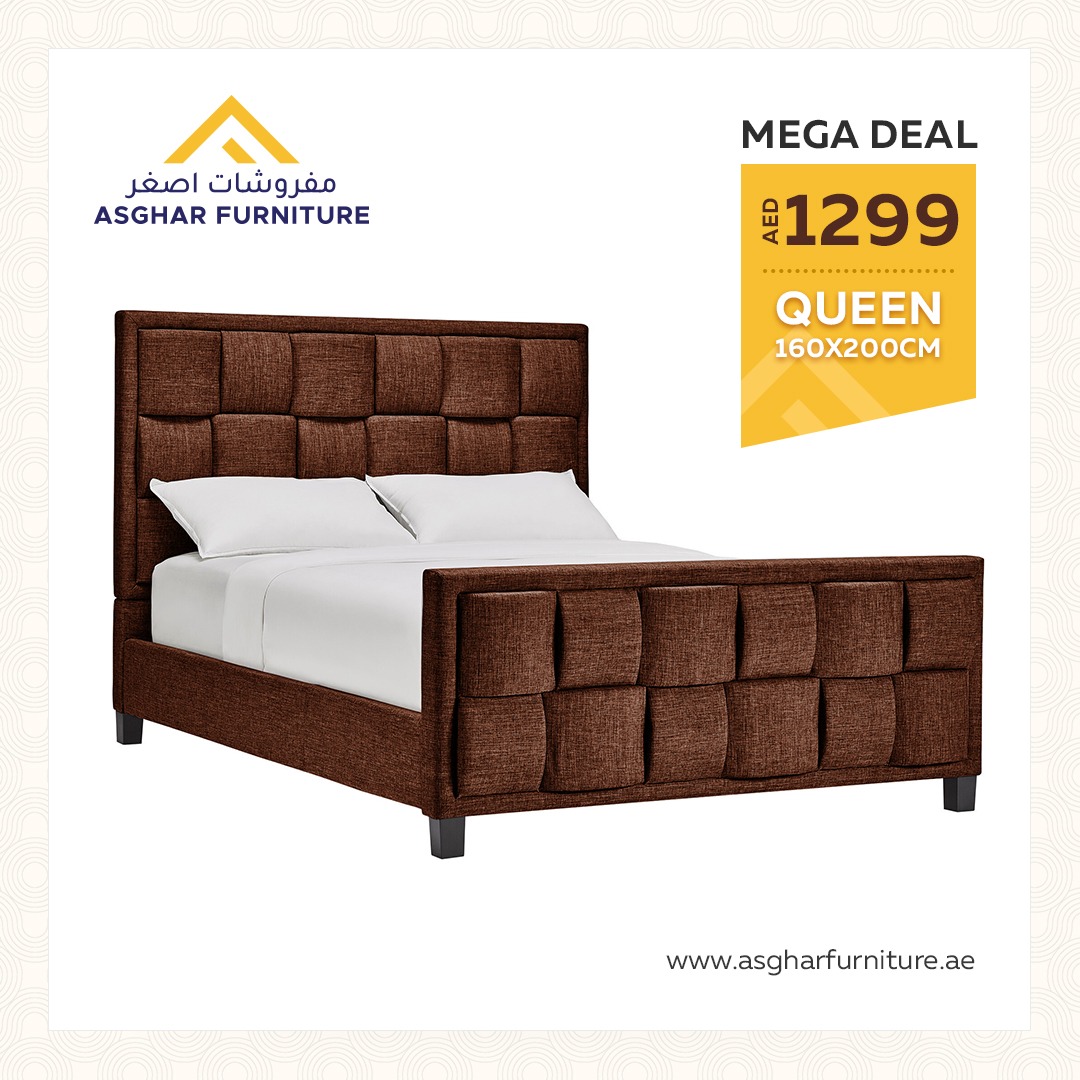 مفروشات اصغر
ASGHAR FURNITURE
MEGA DEAL
AED 1299
QUEEN
160X200CM
www.asgharfurniture.ae